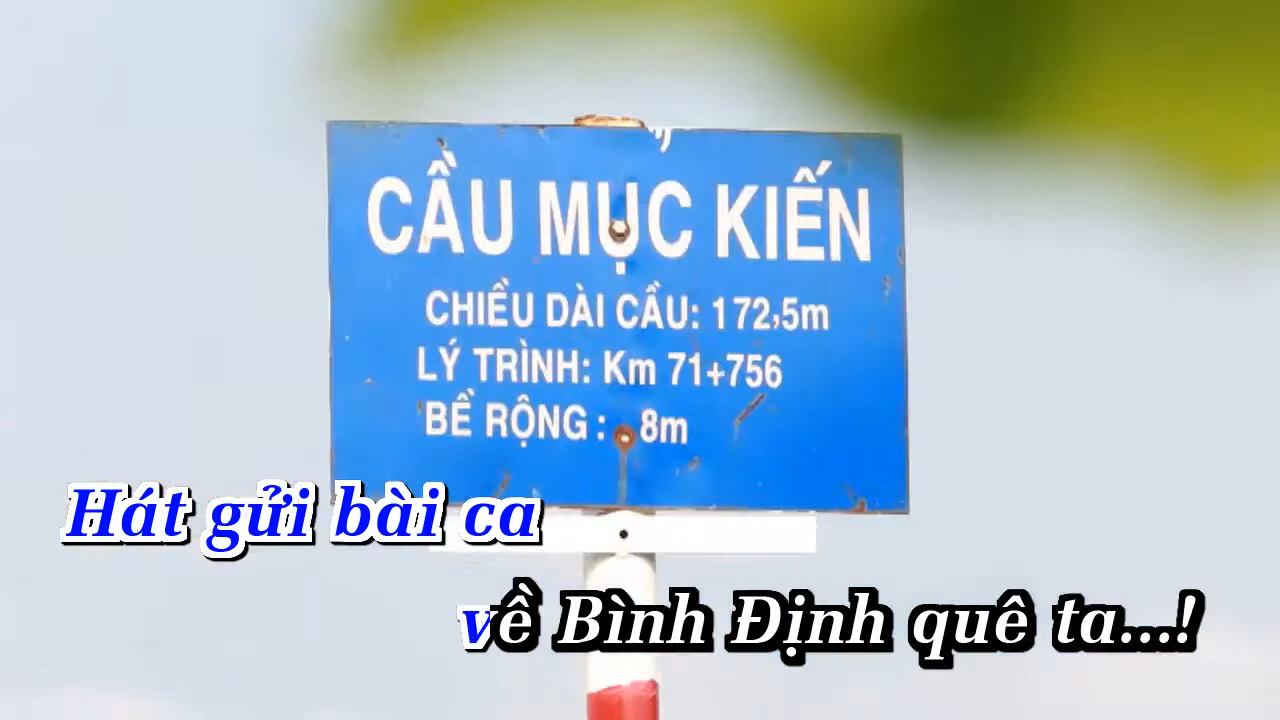 CẦU MỤC KIẾN
CHIỀU DÀI CẦU: 172,5m
LÝ TRÌNH: Km 71+756
BỀ RỘNG : 8m
Hát gửi bài ca
về Bình Định quê ta...!